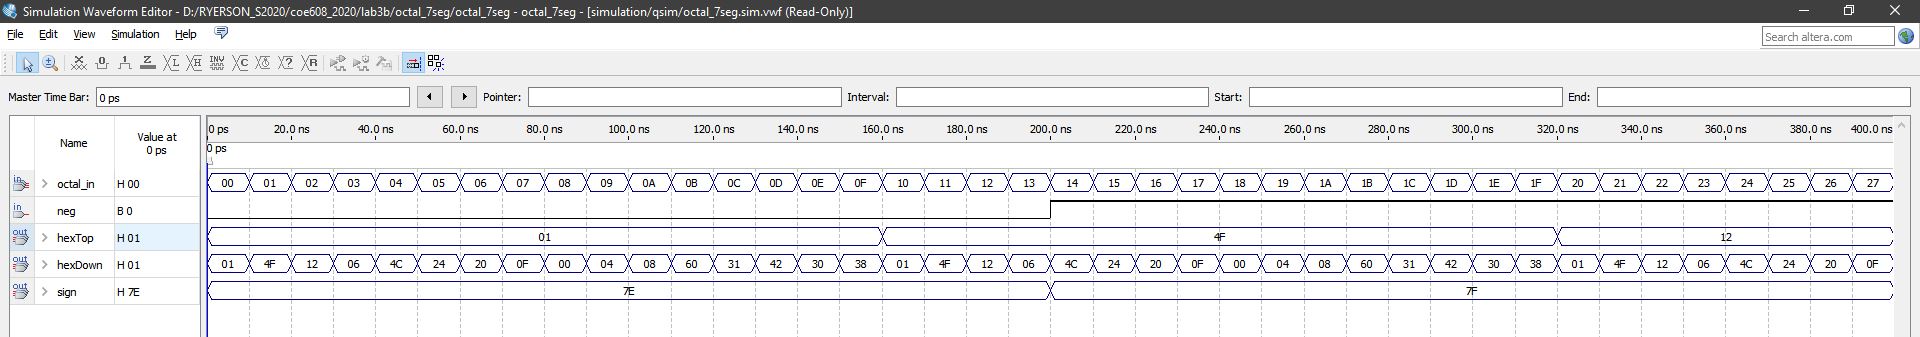 Simulation Waveform Editor - D:/RYERSON_S2020/coe608_2020/lab3b/octal_7seg/octal_7seg - octal_7seg - [simulation/qsim/octal_7seg.sim.vwf (Read-Only)]
File Edit View Simulation Help Search altera.com
Master Time Bar: 0 ps Pointer: Interval: Start: End:
Name Value at 0 ps 0 ps 20.0 ns 40.0 ns 60.0 ns 80.0 ns 100.0 ns 120.0 ns 140.0 ns 160.0 ns 180.0 ns 200.0 ns 220.0 ns 240.0 ns 260.0 ns 280.0 ns 300.0 ns 320.0 ns 340.0 ns 360.0 ns 380.0 ns 400.0 ns
0 ps
in octal_in H 00 00 01 02 03 04 05 06 07 08 09 0A 0B 0C 0D 0E 0F 10 11 12 13 14 15 16 17 18 19 1A 1B 1C 1D 1E 1F 20 21 22 23 24 25 26 27
in neg B 0
out hexTop H 01 01 4F 12
out hexDown H 01 01 4F 12 06 4C 24 20 0F 00 04 08 60 31 42 30 38 01 4F 12 06 4C 24 20 0F 00 04 08 60 31 42 30 38 01 4F 12 06 4C 24 20 0F
out sign H 7E 7E 7F